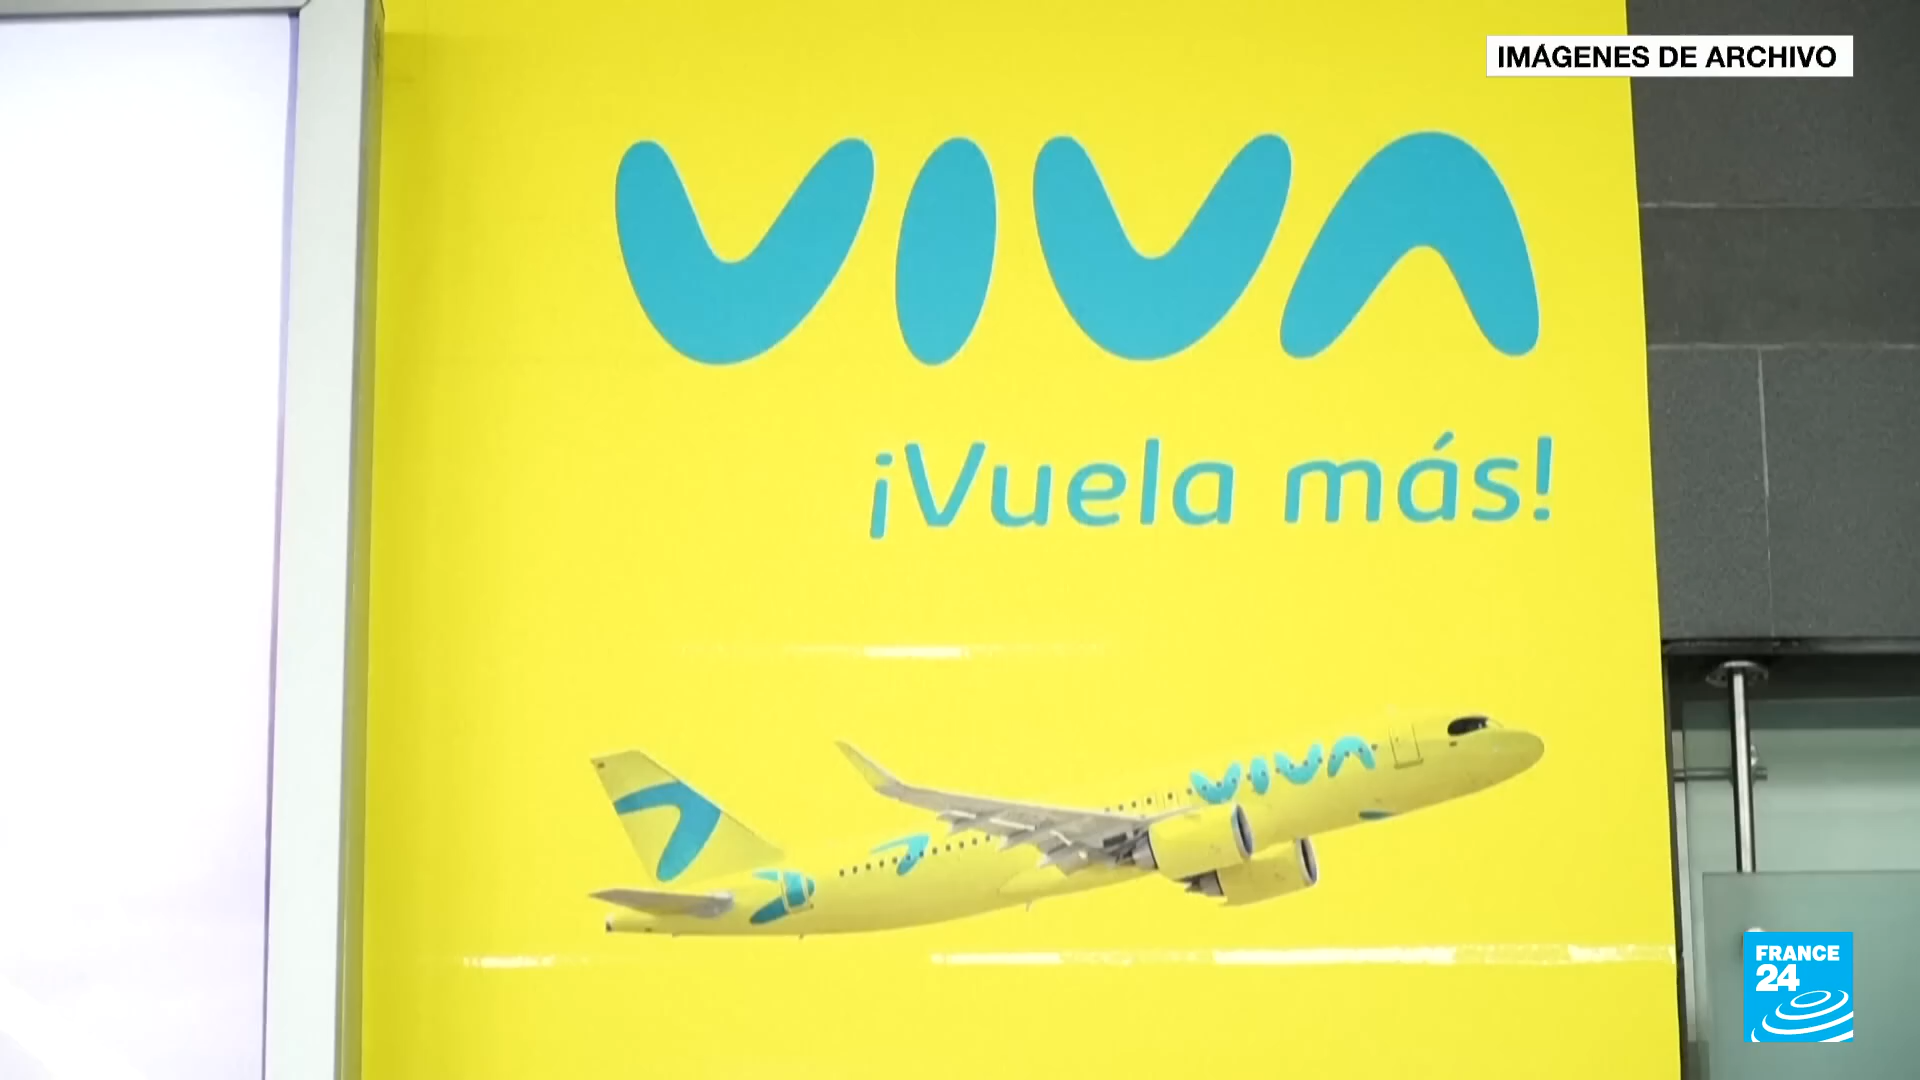 IMÁGENES DE ARCHIVO
VIVA
¡Vuela más!
VIVA
FRANCE
24